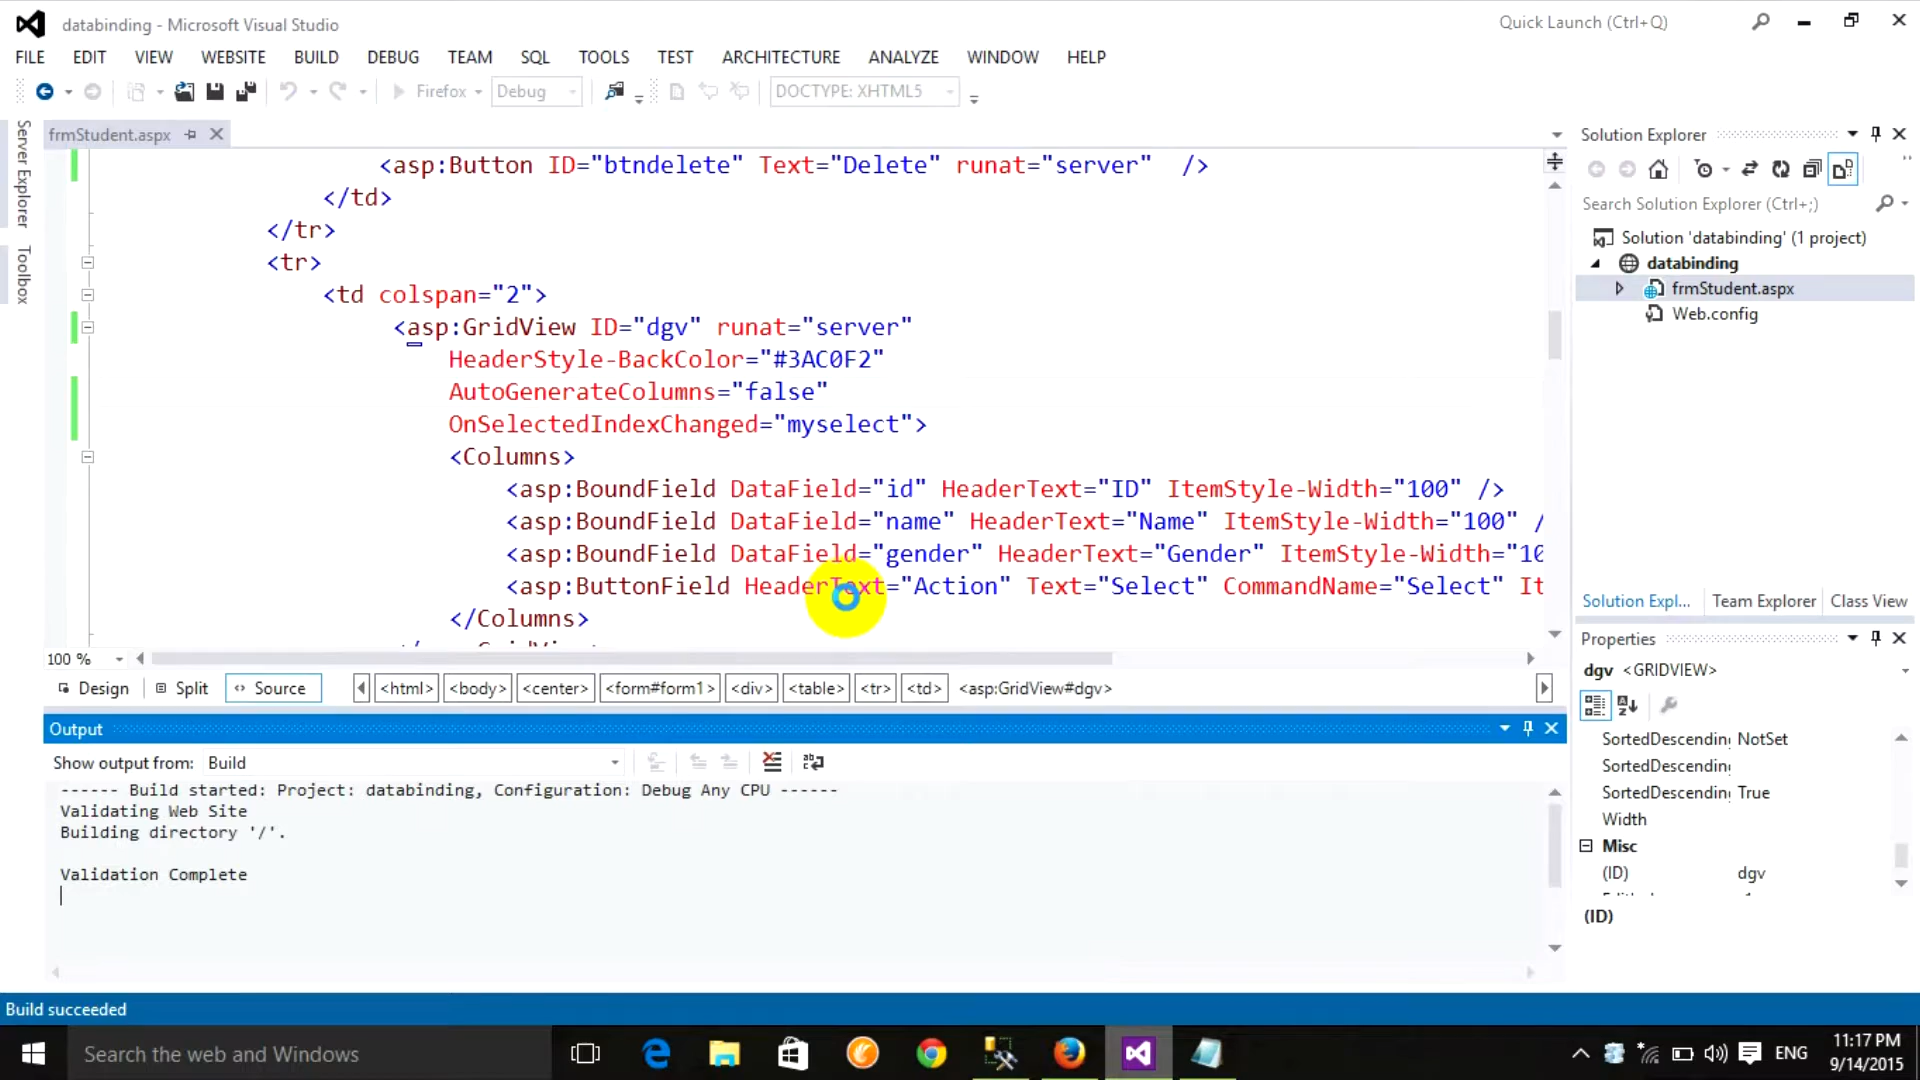 databinding - Microsoft Visual Studio
Quick Launch (Ctrl+Q)
FILE EDIT VIEW WEBSITE BUILD DEBUG TEAM SQL TOOLS TEST ARCHITECTURE ANALYZE WINDOW HELP
Firefox Debug DOCTYPE: XHTML5
Server Explorer
Toolbox
frmStudent.aspx
<asp:Button ID="btndelete" Text="Delete" runat="server" />
</td>
</tr>
<tr>
<td colspan="2">
<asp:GridView ID="dgv" runat="server"
HeaderStyle-BackColor="#3AC0F2"
AutoGenerateColumns="false"
OnSelectedIndexChanged="myselect">
<Columns>
<asp:BoundField DataField="id" HeaderText="ID" ItemStyle-Width="100" />
<asp:BoundField DataField="name" HeaderText="Name" ItemStyle-Width="100" /
<asp:BoundField DataField="gender" HeaderText="Gender" ItemStyle-Width="10
<asp:ButtonField HeaderText="Action" Text="Select" CommandName="Select" It
</Columns>
100 %
Design Split Source <html> <body> <center> <form#form1> <div> <table> <tr> <td> <asp:GridView#dgv>
Output
Show output from: Build
------ Build started: Project: databinding, Configuration: Debug Any CPU ------
Validating Web Site
Building directory '/'.
Validation Complete
Solution Explorer
Search Solution Explorer (Ctrl+;)
Solution 'databinding' (1 project)
databinding
frmStudent.aspx
Web.config
Solution Expl... Team Explorer Class View
Properties
dgv <GRIDVIEW>
SortedDescending NotSet
SortedDescending
SortedDescending True
Width
Misc
(ID) dgv
(ID)
Build succeeded
Search the web and Windows
ENG
11:17 PM
9/14/2015